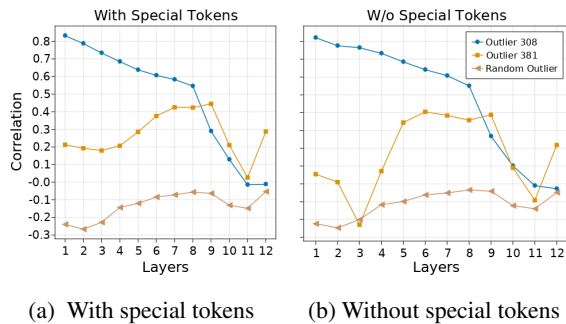 With Special Tokens
W/o Special Tokens
Correlation
0.8
0.7
0.6
0.5
0.4
0.3
0.2
0.1
-0.0
-0.1
-0.2
-0.3
Outlier 308
Outlier 381
Random Outlier
1 2 3 4 5 6 7 8 9 10 11 12
1 2 3 4 5 6 7 8 9 10 11 12
Layers
Layers
(a) With special tokens
(b) Without special tokens